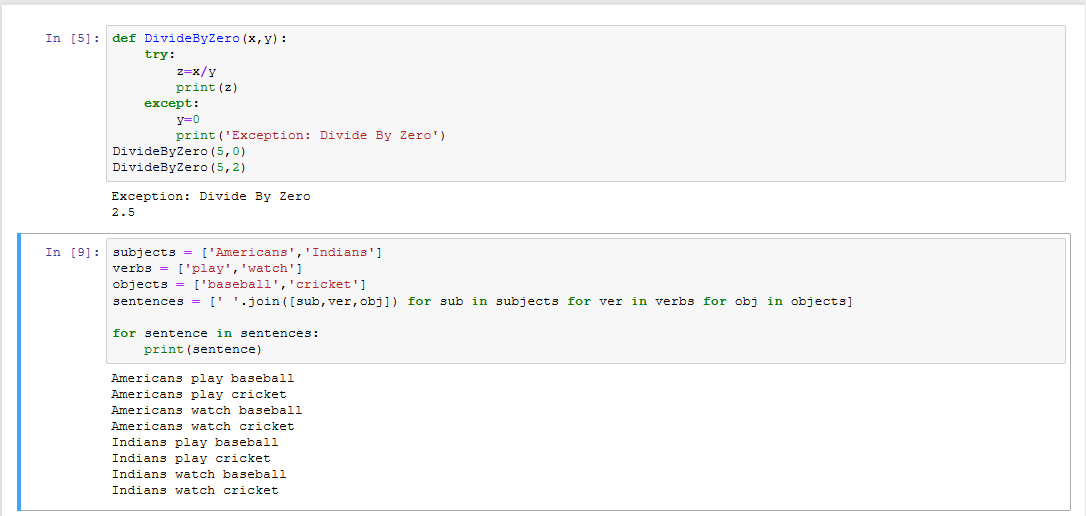 In [5]: def DivideByZero(x,y):
    try:
        z=x/y
        print(z)
    except:
        y=0
        print('Exception: Divide By Zero')
DivideByZero(5,0)
DivideByZero(5,2)
Exception: Divide By Zero
2.5
In [9]: subjects = ['Americans','Indians']
verbs = ['play','watch']
objects = ['baseball','cricket']
sentences = [' '.join([sub,ver,obj]) for sub in subjects for ver in verbs for obj in objects]
for sentence in sentences:
    print(sentence)
Americans play baseball
Americans play cricket
Americans watch baseball
Americans watch cricket
Indians play baseball
Indians play cricket
Indians watch baseball
Indians watch cricket